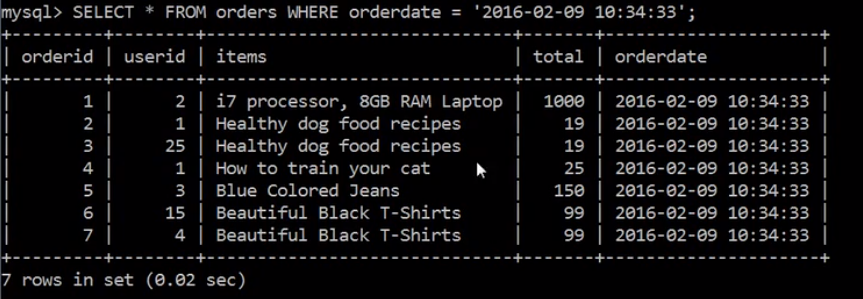 mysql> SELECT * FROM orders WHERE orderdate = '2016-02-09 10:34:33';
+---------+--------+----------------------------+-------+---------------------+
| orderid | userid | items                      | total | orderdate           |
+---------+--------+----------------------------+-------+---------------------+
|       1 |      2 | i7 processor, 8GB RAM Laptop |  1000 | 2016-02-09 10:34:33 |
|       2 |      1 | Healthy dog food recipes   |    19 | 2016-02-09 10:34:33 |
|       3 |     25 | Healthy dog food recipes   |    19 | 2016-02-09 10:34:33 |
|       4 |      1 | How to train your cat      |    25 | 2016-02-09 10:34:33 |
|       5 |      3 | Blue Colored Jeans         |   150 | 2016-02-09 10:34:33 |
|       6 |     15 | Beautiful Black T-Shirts   |    99 | 2016-02-09 10:34:33 |
|       7 |      4 | Beautiful Black T-Shirts   |    99 | 2016-02-09 10:34:33 |
+---------+--------+----------------------------+-------+---------------------+
7 rows in set (0.02 sec)